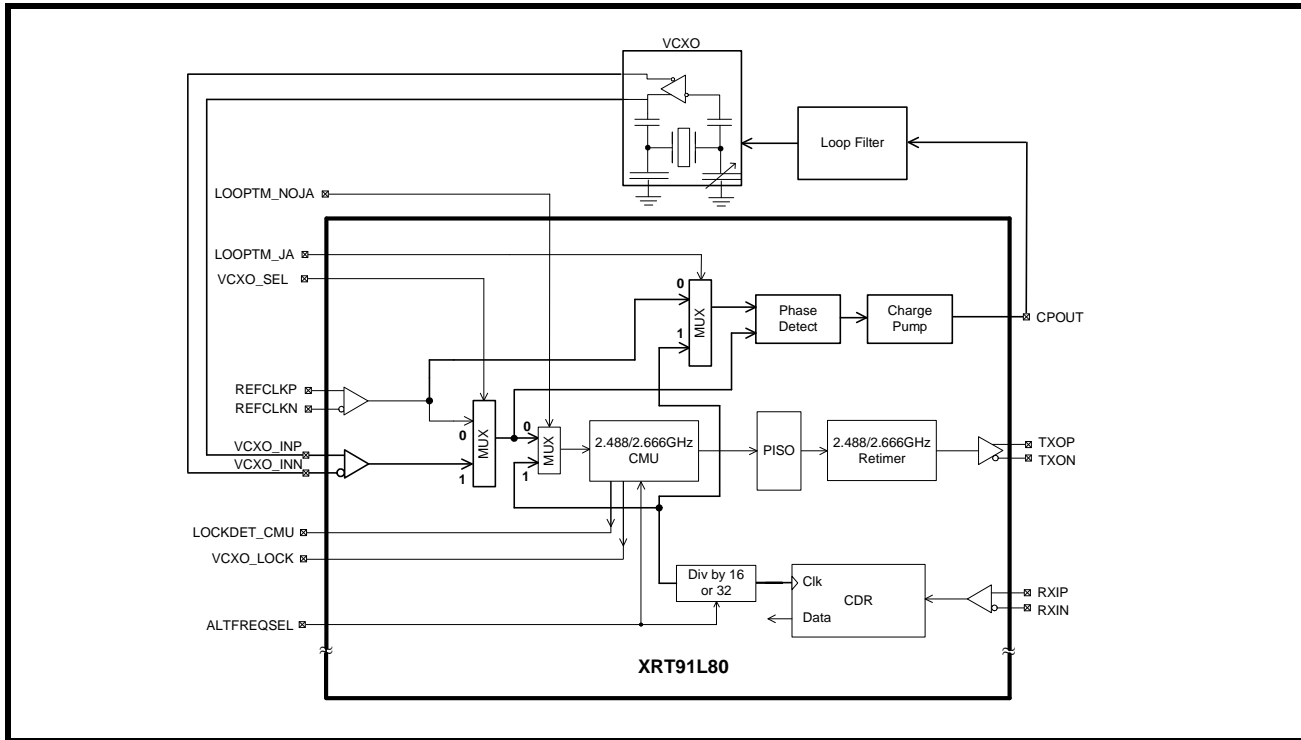 VCXO
Loop Filter
LOOPTM_NOJA
LOOPTM_JA
VCXO_SEL
0
MUX
1
Phase
Detect
Charge
Pump
CPOUT
REFCLKP
REFCLKN
0
MUX
1
0
MUX
1
2.488/2.666GHz
CMU
PISO
2.488/2.666GHz
Retimer
TXOP
TXON
VCXO_INP
VCXO_INN
LOCKDET_CMU
VCXO_LOCK
Div by 16
or 32
Clk
CDR
Data
RXIP
RXIN
ALTFREQSEL
XRT91L80